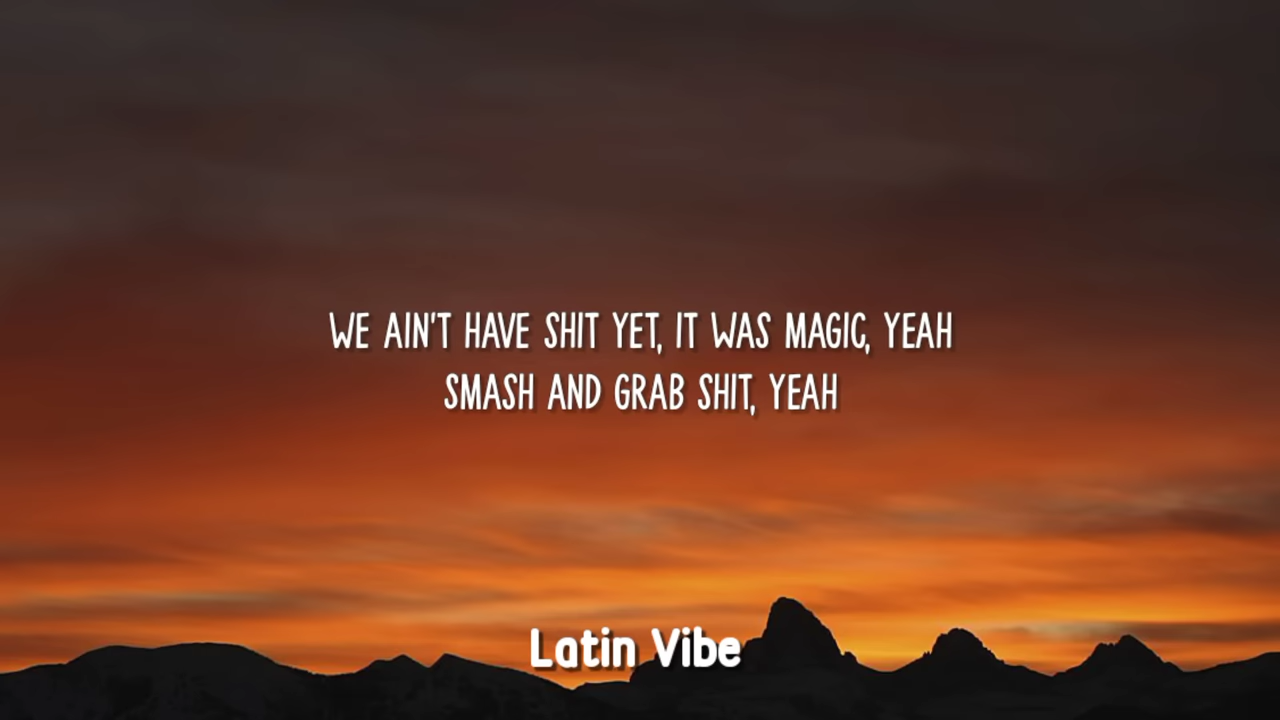 WE AIN'T HAVE SHIT YET, IT WAS MAGIC, YEAH
SMASH AND GRAB SHIT, YEAH
Latin Vibe